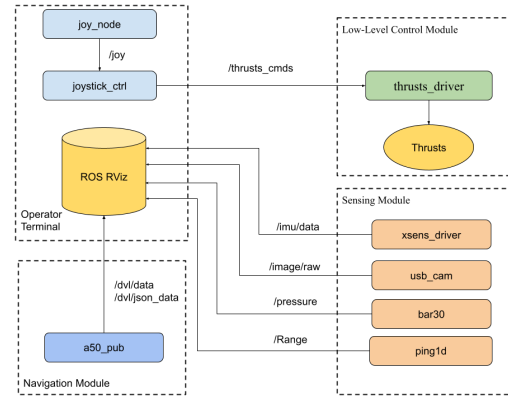 joy_node
/joy
joystick_ctrl
/thrusts_cmds
ROS RViz
Operator
Terminal
Low-Level Control Module
thrusts_driver
Thrusts
Sensing Module
/imu/data
xsens_driver
/image/raw
usb_cam
/pressure
bar30
/Range
ping1d
/dvl/data
/dvl/json_data
a50_pub
Navigation Module